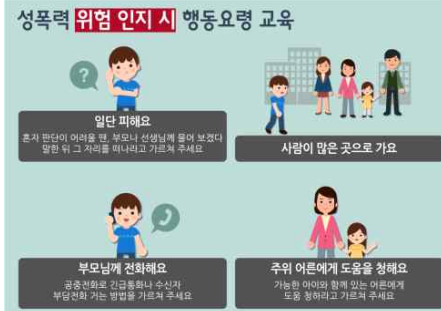 성폭력 위험 인지 시 행동요령 교육
?
일단 피해요
혼자 판단이 어려울 땐, 부모나 선생님께 물어 보겠다
말한 뒤 그 자리를 떠나라고 가르쳐 주세요
사람이 많은 곳으로 가요
부모님께 전화해요
공중전화로 긴급통화나 수신자
부담전화 거는 방법을 가르쳐 주세요
주위 어른에게 도움을 청해요
가능한 아이와 함께 있는 어른에게
도움 청하라고 가르쳐 주세요